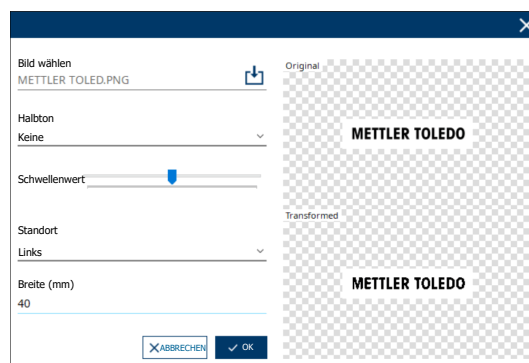 Bild wählen
METTLER TOLED.PNG
Halbton
Keine
Schwellenwert
Standort
Links
Breite (mm)
40
ABBRECHEN
OK
Original
METTLER TOLEDO
Transformed
METTLER TOLEDO